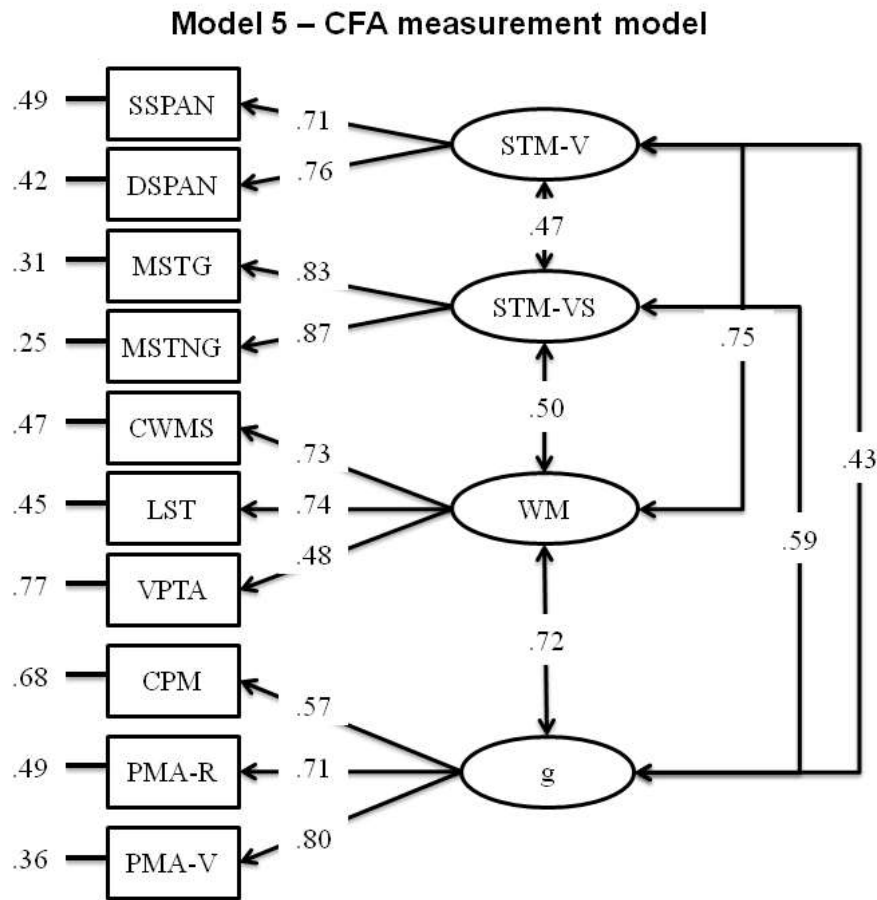 Model 5 – CFA measurement model
.49 SSPAN .71 STM-V
.42 DSPAN .76
.47
.31 MSTG .83 STM-VS
.25 MSTNG .87
.75
.50
.47 CWMS .73
.43
.45 LST .74 WM
.59
.77 VPTA .48
.72
.68 CPM .57
.49 PMA-R .71 g
.36 PMA-V .80